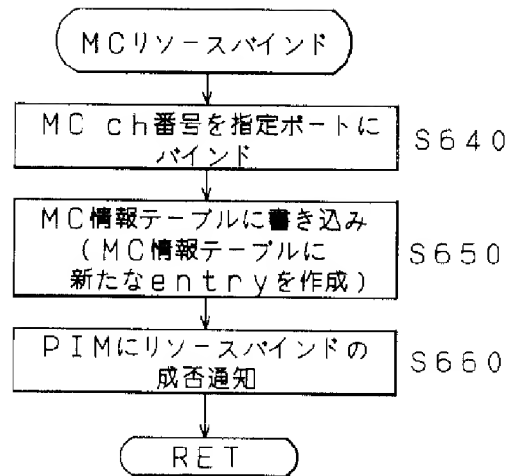 MCリソースバインド
MC ch番号を指定ポートに
バインド
S640
MC情報テーブルに書き込み
(MC情報テーブルに
新たなentryを作成)
S650
PIMにリソースバインドの
成否通知
S660
RET